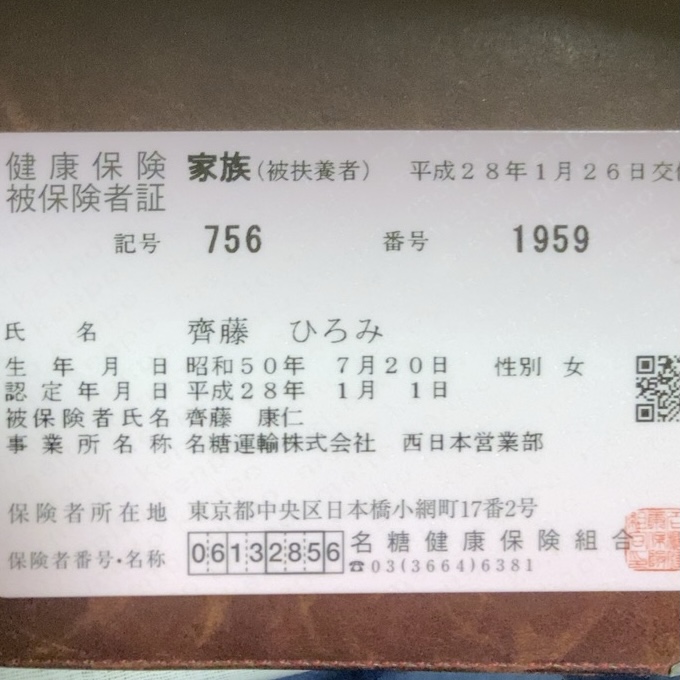 健康保険 家族(被扶養者) 平成28年1月26日交
被保険者証
記号 756 番号 1959
氏名 齊藤 ひろみ
生年月日 昭和50年 7月20日 性別 女
認定年月日 平成28年 1月 1日
被保険者氏名 齊藤 康仁
事業所名称 名糖運輸株式会社 西日本営業部
保険者所在地 東京都中央区日本橋小網町17番2号
保険者番号・名称 06132856 名糖健康保険組合
☎03(3664)6381